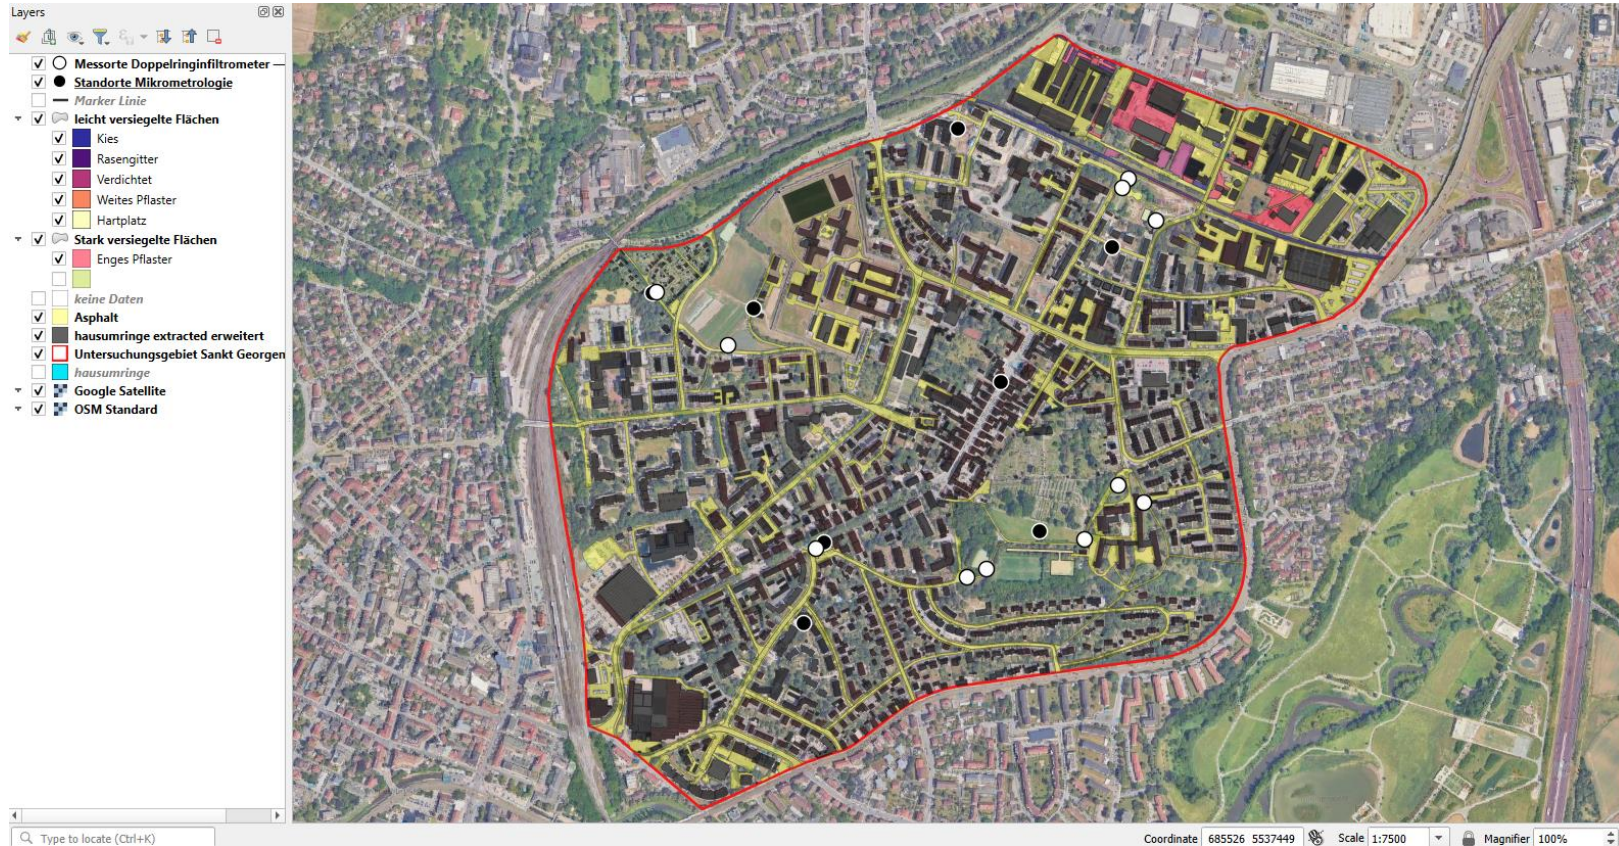 Layers
Messorte Doppelringinfiltrometer —
Standorte Mikrometrologie
Marker Linie
leicht versiegelte Flächen
Kies
Rasengitter
Verdichtet
Weites Pflaster
Hartplatz
Stark versiegelte Flächen
Enges Pflaster
keine Daten
Asphalt
hausumringe extracted erweitert
Untersuchungsgebiet Sankt Georgen
hausumringe
Google Satellite
OSM Standard
Type to locate (Ctrl+K)
Coordinate 685526 5537449 Scale 1:7500 Magnifier 100%